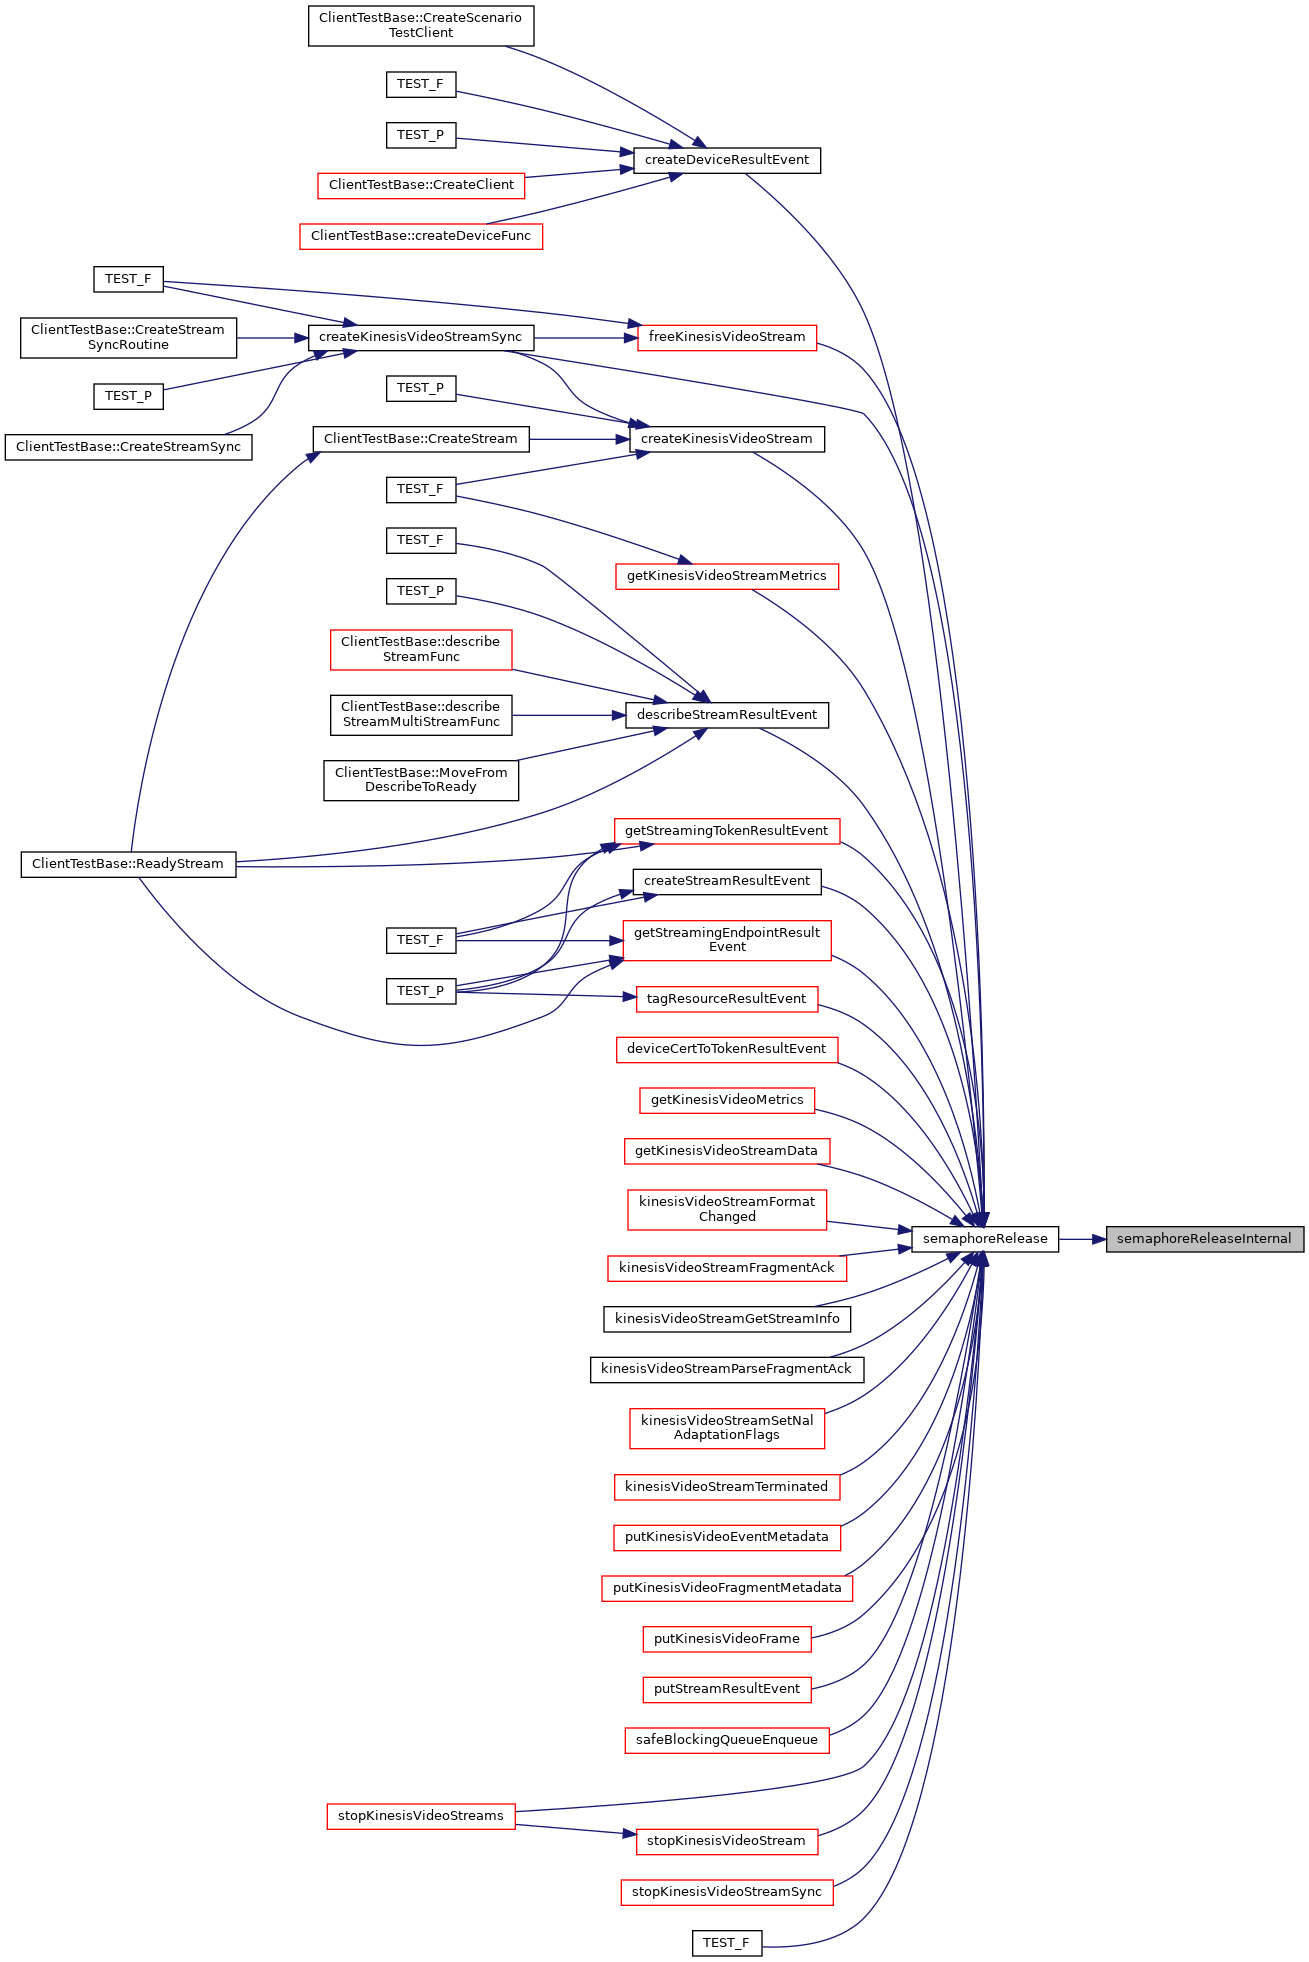 ClientTestBase::CreateScenario
TestClient
TEST_F
TEST_P
createDeviceResultEvent
ClientTestBase::CreateClient
ClientTestBase::createDeviceFunc
TEST_F
ClientTestBase::CreateStream
SyncRoutine
createKinesisVideoStreamSync
freeKinesisVideoStream
TEST_P
TEST_P
ClientTestBase::CreateStreamSync
ClientTestBase::CreateStream
createKinesisVideoStream
TEST_F
TEST_F
getKinesisVideoStreamMetrics
TEST_P
ClientTestBase::describe
StreamFunc
ClientTestBase::describe
StreamMultiStreamFunc
describeStreamResultEvent
ClientTestBase::MoveFrom
DescribeToReady
getStreamingTokenResultEvent
ClientTestBase::ReadyStream
createStreamResultEvent
TEST_F
getStreamingEndpointResult
Event
TEST_P
tagResourceResultEvent
deviceCertToTokenResultEvent
getKinesisVideoMetrics
getKinesisVideoStreamData
kinesisVideoStreamFormat
Changed
semaphoreRelease
semaphoreReleaseInternal
kinesisVideoStreamFragmentAck
kinesisVideoStreamGetStreamInfo
kinesisVideoStreamParseFragmentAck
kinesisVideoStreamSetNal
AdaptationFlags
kinesisVideoStreamTerminated
putKinesisVideoEventMetadata
putKinesisVideoFragmentMetadata
putKinesisVideoFrame
putStreamResultEvent
safeBlockingQueueEnqueue
stopKinesisVideoStreams
stopKinesisVideoStream
stopKinesisVideoStreamSync
TEST_F